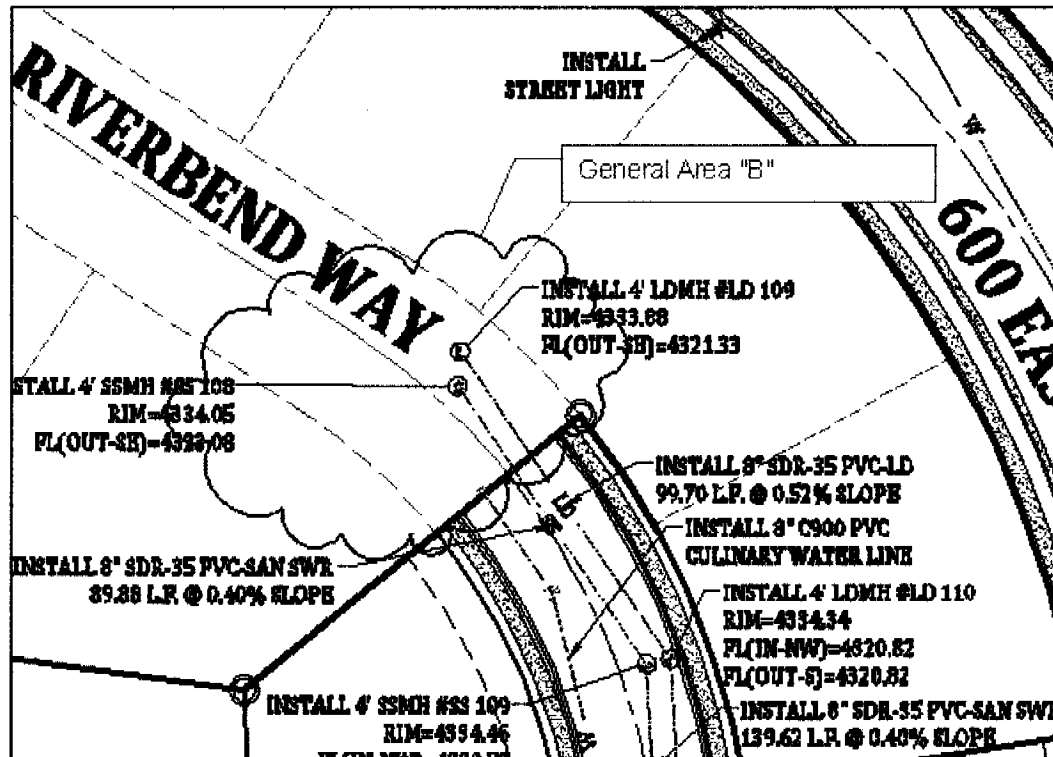 INSTALL
STREET LIGHT
RIVERBEND WAY
General Area "B"
600 EAS
W
INSTALL 4' LDMH #LD 109
RIM=4333.88
FL(OUT-SE)=4321.33
STALL 4' SSMH #SS 108
RIM=4334.05
FL(OUT-SE)=
INSTALL 8" SDR-35 PVC-LD
99.70 L.F. @ 0.52% SLOPE
LD
INSTALL 8" C900 PVC
CULINARY WATER LINE
INSTALL 8" SDR-35 PVC-SAN SWR
89.88 L.F. @ 0.40% SLOPE
INSTALL 4' LDMH #LD 110
RIM=4334.34
FL(IN-NW)=4320.82
FL(OUT-S)=4320.82
INSTALL 4' SSMH #SS 109
RIM=4334.46
INSTALL 8" SDR-35 PVC-SAN SWR
139.62 L.F. @ 0.40% SLOPE